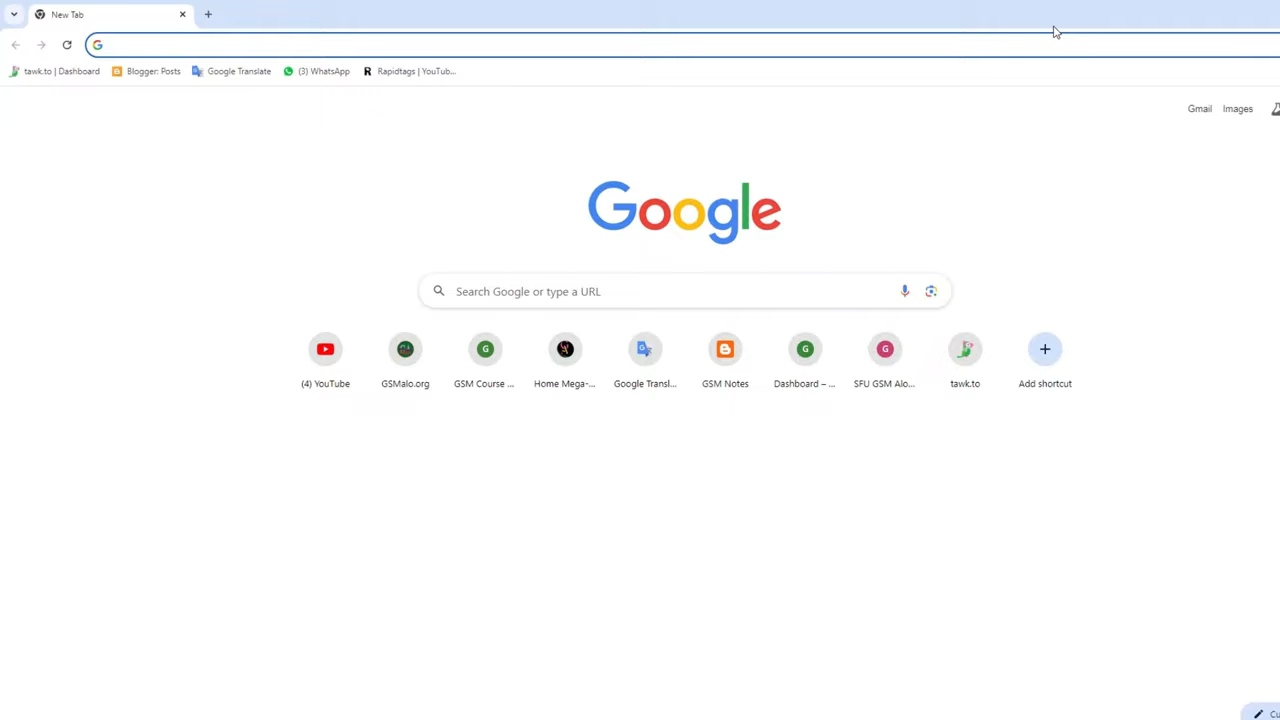 New Tab
tawk.to | Dashboard Blogger: Posts Google Translate (3) WhatsApp Rapidtags | YouTub...
Gmail Images
Google
Search Google or type a URL
(4) YouTube GSMalo.org GSM Course ... Home Mega-... Google Transl... GSM Notes Dashboard – ... SFU GSM Alo... tawk.to Add shortcut